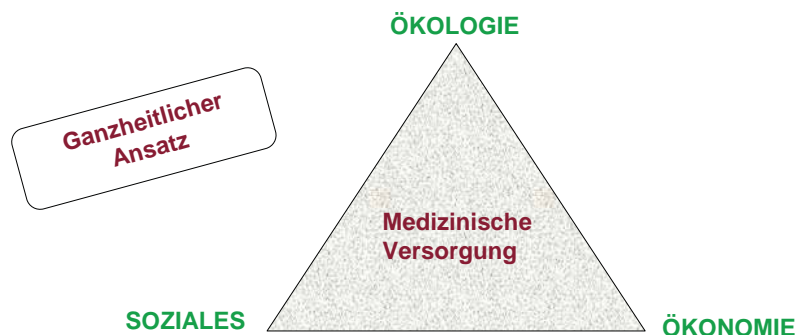 ÖKOLOGIE
Ganzheitlicher
Ansatz
Medizinische
Versorgung
SOZIALES
ÖKONOMIE